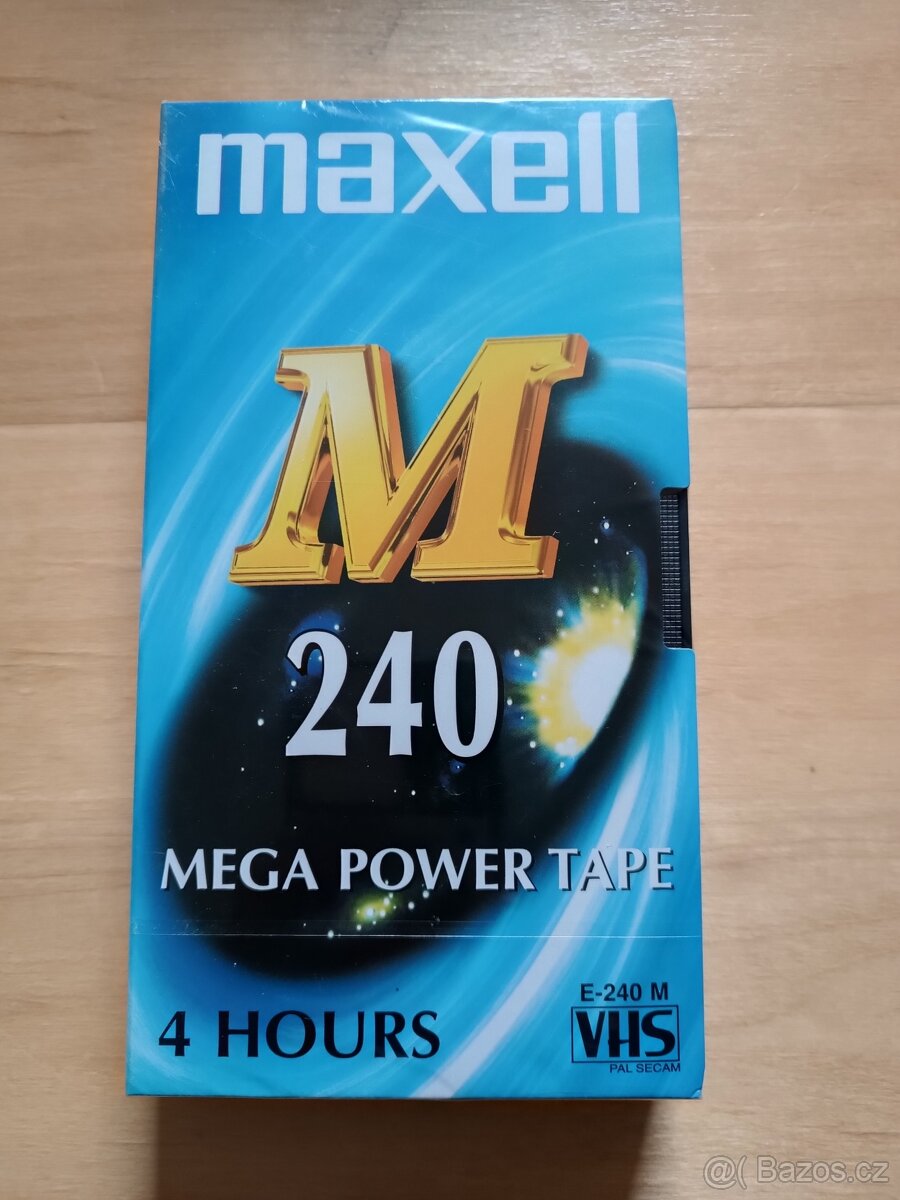 maxell
M
240
MEGA POWER TAPE
4 HOURS
E-240 M
VHS
PAL SECAM
@( Bazos.cz